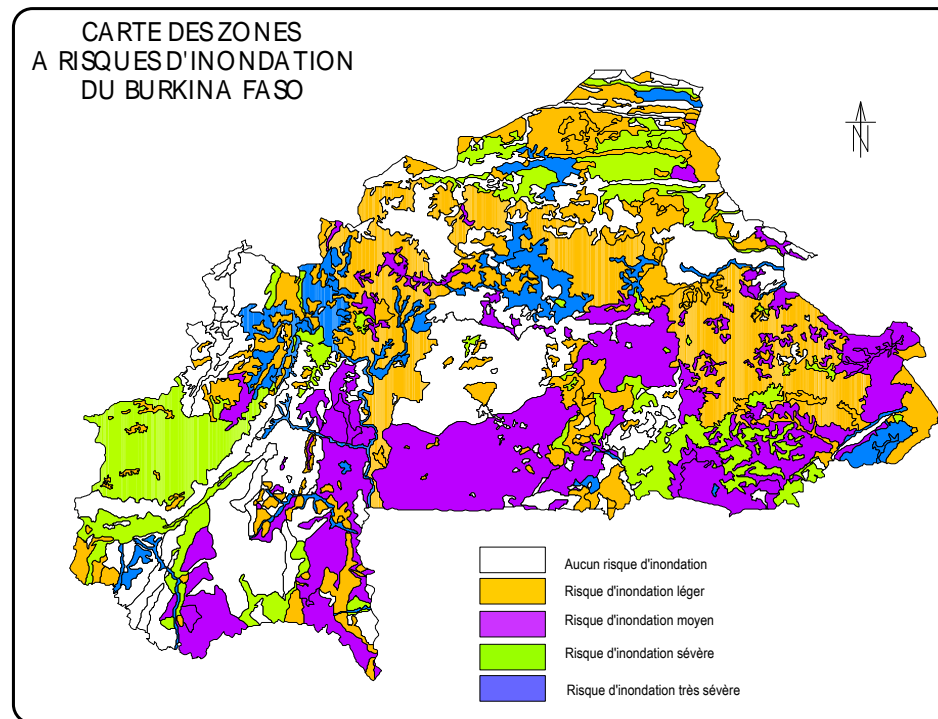 CARTE DES ZONES
A RISQUES D'INONDATION
DU BURKINA FASO
N
Aucun risque d'inondation
Risque d'inondation léger
Risque d'inondation moyen
Risque d'inondation sévère
Risque d'inondation très sévère